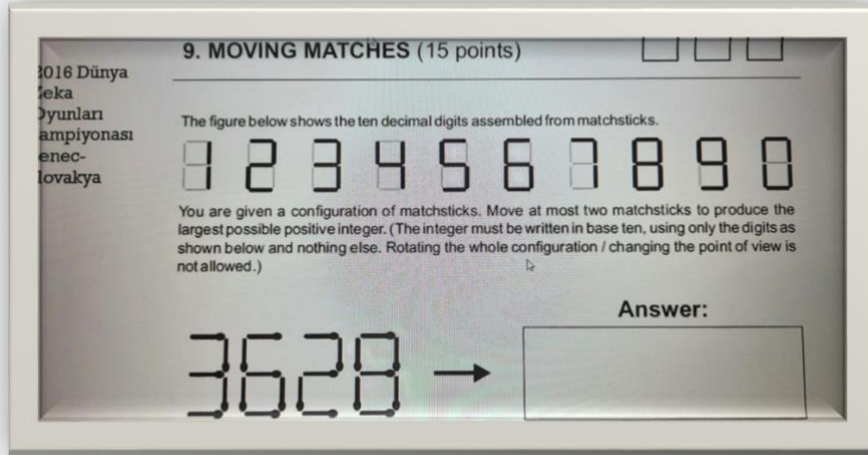 9. MOVING MATCHES (15 points)
2016 Dünya
Zeka
Oyunları
ampiyonası
enec-
lovakya
The figure below shows the ten decimal digits assembled from matchsticks.
1 2 3 4 5 6 7 8 9 0
You are given a configuration of matchsticks. Move at most two matchsticks to produce the
largest possible positive integer. (The integer must be written in base ten, using only the digits as
shown below and nothing else. Rotating the whole configuration / changing the point of view is
not allowed.)
Answer:
3628